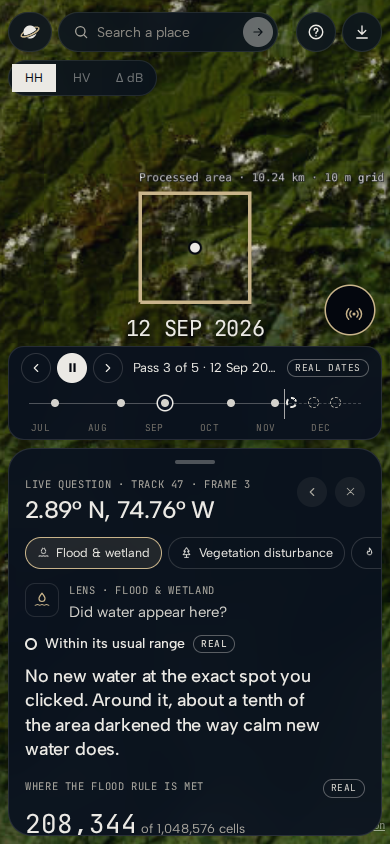 Search a place
HH HV Δ dB
Processed area · 10.24 km · 10 m grid
12 SEP 2026
Pass 3 of 5 · 12 Sep 20... REAL DATES
JUL AUG SEP OCT NOV DEC
LIVE QUESTION · TRACK 47 · FRAME 3
2.89° N, 74.76° W
Flood & wetland Vegetation disturbance
LENS · FLOOD & WETLAND
Did water appear here?
Within its usual range REAL
No new water at the exact spot you
clicked. Around it, about a tenth of
the area darkened the way calm new
water does.
WHERE THE FLOOD RULE IS MET REAL
208,344 of 1,048,576 cells